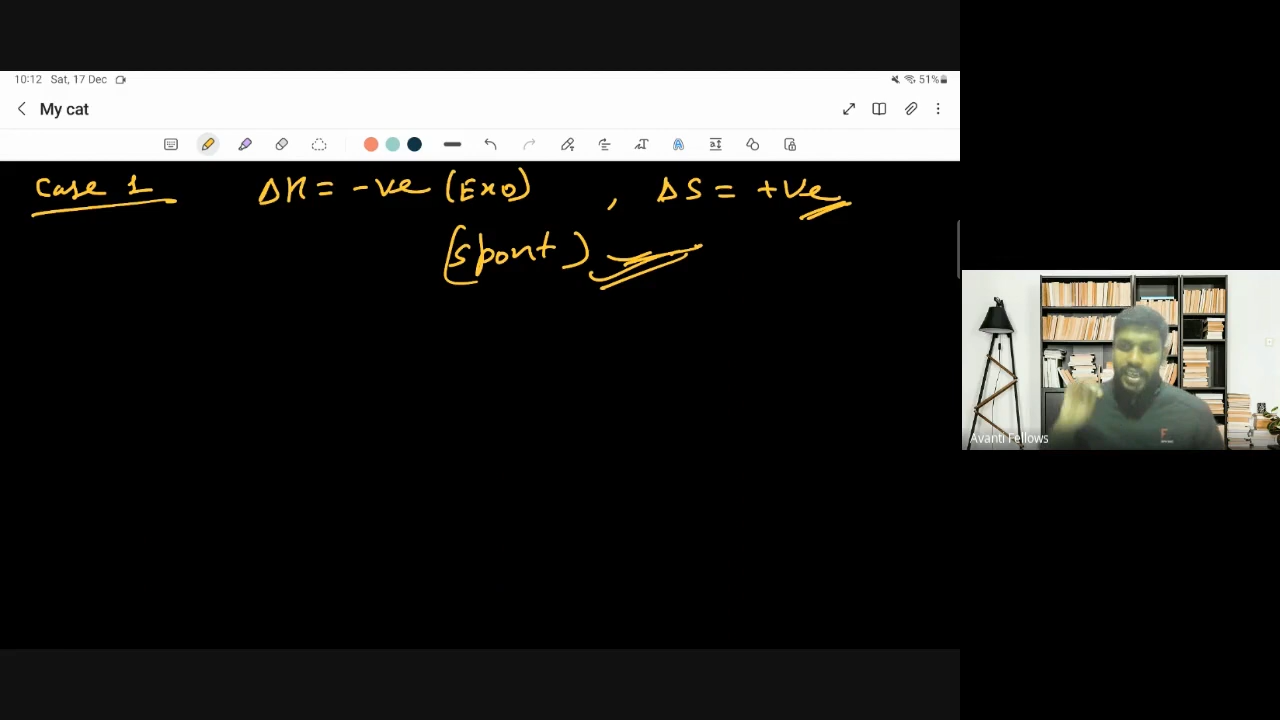 10:12 Sat, 17 Dec
51%
My cat
Case 1 ΔH = -ve (Exo) , ΔS = +ve
(spont)
Avanti Fellows